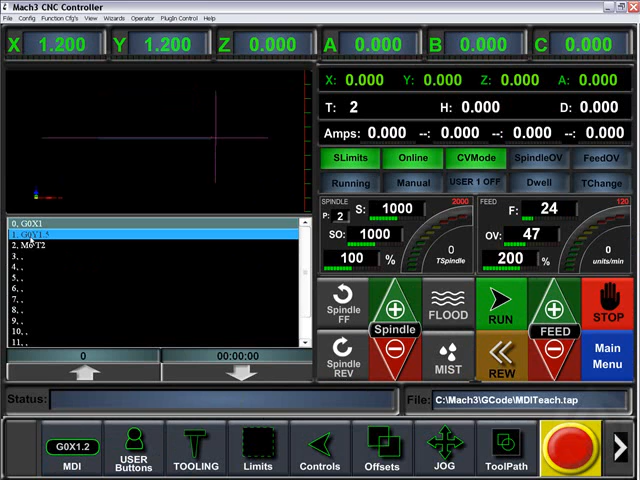 Mach3 CNC Controller
File Config Function Cfg's View Wizards Operator PlugIn Control Help
X 1.200 Y 1.200 Z 0.000 A 0.000 B 0.000 C 0.000
X: 0.000 Y: 0.000 Z: 0.000 A: 0.000
T: 2 H: 0.000 D: 0.000
Amps: 0.000 --: 0.000 --: 0.000 --: 0.000
SLimits Online CVMode SpindleOV FeedOV
Running Manual USER 1 OFF Dwell TChange
0, G0X1
1, G0Y1.5
2, M6 T2
3, .
4, .
5, .
6, .
7, .
8, .
9, .
10, .
11, .
0 00:00:00
SPINDLE 2000
P: 2 S: 1000
SO: 1000
100 %
0
TSpindle
FEED 120
F: 24
OV: 47
200 %
0
units/min
Spindle FF
Spindle
FLOOD
RUN
FEED
STOP
Spindle REV
MIST
REW
Main Menu
Status: File: C:\Mach3\GCode\MDITeach.tap
G0X1.2
MDI
USER Buttons
TOOLING
Limits
Controls
Offsets
JOG
ToolPath